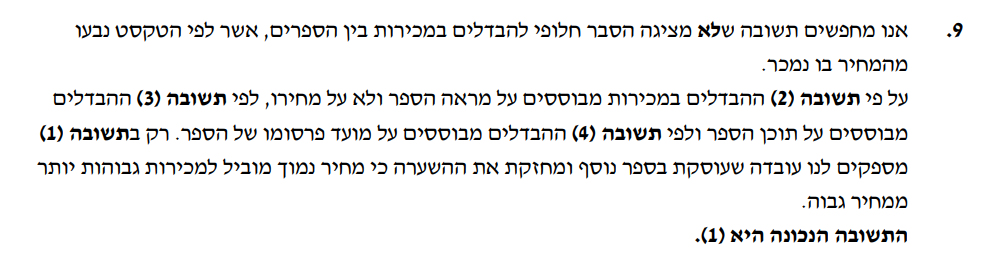 9. אנו מחפשים תשובה שלא מציגה הסבר חלופי להבדלים במכירות בין הספרים, אשר לפי הטקסט נבעו
מהמחיר בו נמכר.
על פי תשובה (2) ההבדלים במכירות מבוססים על מראה הספר ולא על מחירו, לפי תשובה (3) ההבדלים
מבוססים על תוכן הספר ולפי תשובה (4) ההבדלים מבוססים על מועד פרסומו של הספר. רק בתשובה (1)
מספקים לנו עובדה שעוסקת בספר נוסף ומחזקת את ההשערה כי מחיר נמוך מוביל למכירות גבוהות יותר
ממחיר גבוה.
התשובה הנכונה היא (1).